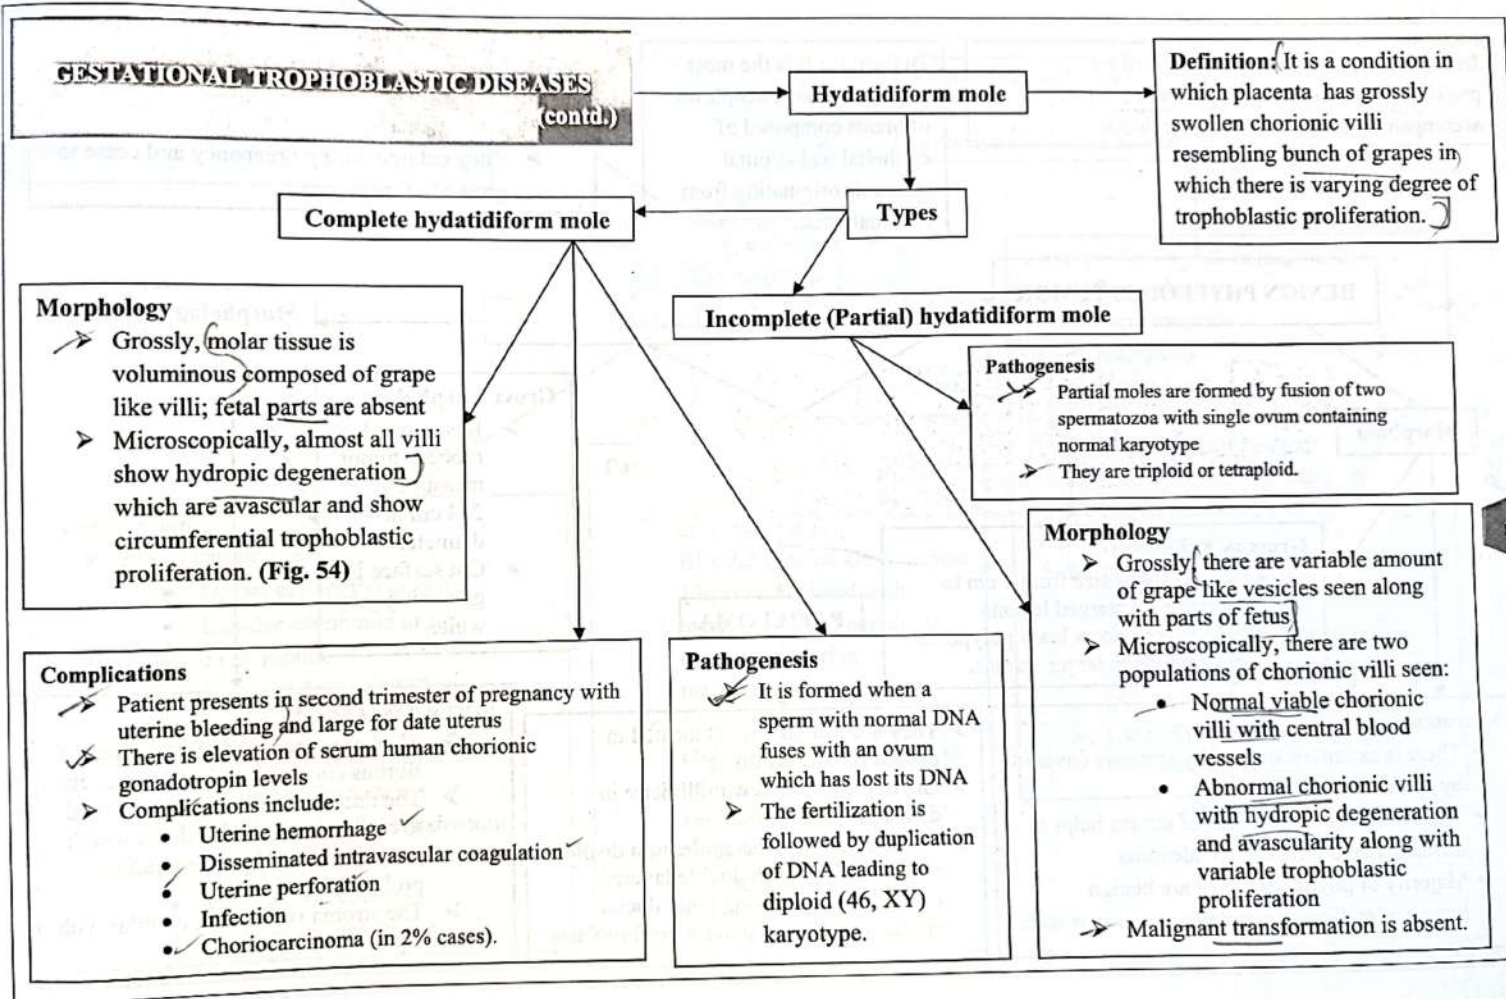 GESTATIONAL TROPHOBLASTIC DISEASES
(contd.)
Hydatidiform mole
Definition: It is a condition in
which placenta has grossly
swollen chorionic villi
resembling bunch of grapes in
which there is varying degree of
trophoblastic proliferation.
Types
Complete hydatidiform mole
Incomplete (Partial) hydatidiform mole
Morphology
➤ Grossly, molar tissue is
voluminous composed of grape
like villi; fetal parts are absent
➤ Microscopically, almost all villi
show hydropic degeneration
which are avascular and show
circumferential trophoblastic
proliferation. (Fig. 54)
Pathogenesis
➤ Partial moles are formed by fusion of two
spermatozoa with single ovum containing
normal karyotype
➤ They are triploid or tetraploid.
Complications
➤ Patient presents in second trimester of pregnancy with
uterine bleeding and large for date uterus
➤ There is elevation of serum human chorionic
gonadotropin levels
➤ Complications include:
• Uterine hemorrhage
• Disseminated intravascular coagulation
• Uterine perforation
• Infection
• Choriocarcinoma (in 2% cases).
Pathogenesis
➤ It is formed when a
sperm with normal DNA
fuses with an ovum
which has lost its DNA
➤ The fertilization is
followed by duplication
of DNA leading to
diploid (46, XY)
karyotype.
Morphology
➤ Grossly, there are variable amount
of grape like vesicles seen along
with parts of fetus
➤ Microscopically, there are two
populations of chorionic villi seen:
• Normal viable chorionic
villi with central blood
vessels
• Abnormal chorionic villi
with hydropic degeneration
and avascularity along with
variable trophoblastic
proliferation
➤ Malignant transformation is absent.